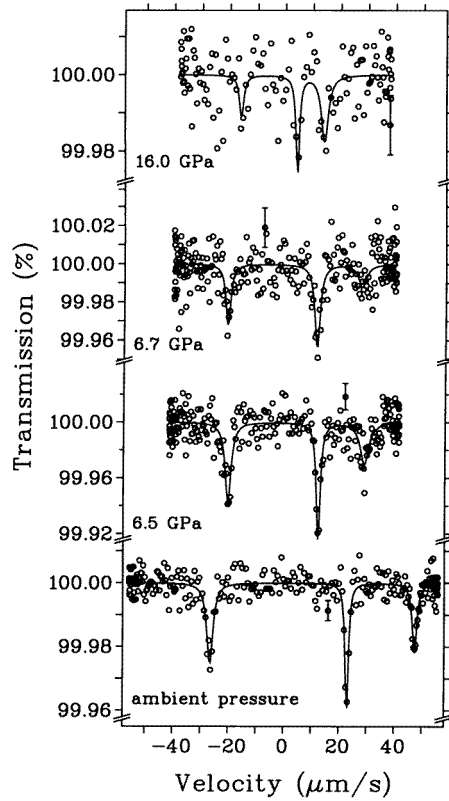 100.00
99.98
16.0 GPa
100.02
100.00
99.98
99.96
6.7 GPa
100.00
99.96
99.92
6.5 GPa
100.00
99.98
99.96
ambient pressure
Transmission (%)
−40 −20 0 20 40
Velocity (μm/s)